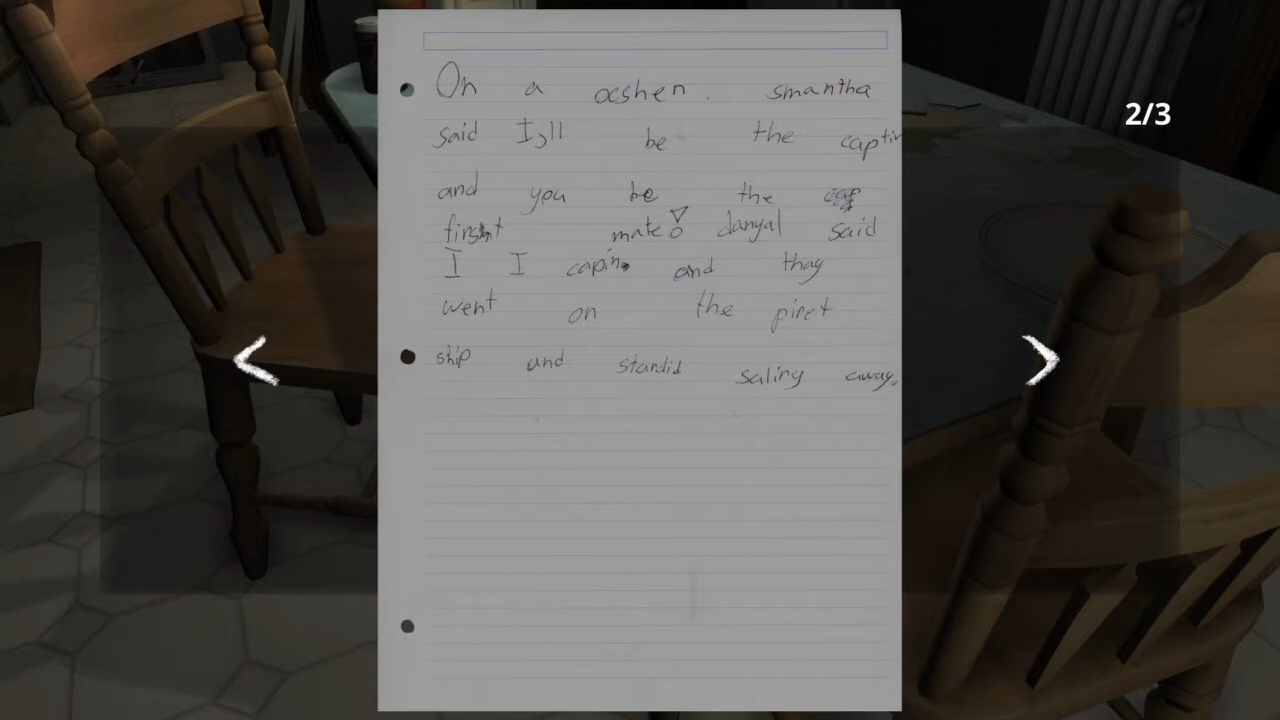 On a ocshen. smantha
said I,ll be the captin
and you be the
first mate! danyal said
I I capin. and thay
went on the piret
ship and standid saling away.
2/3